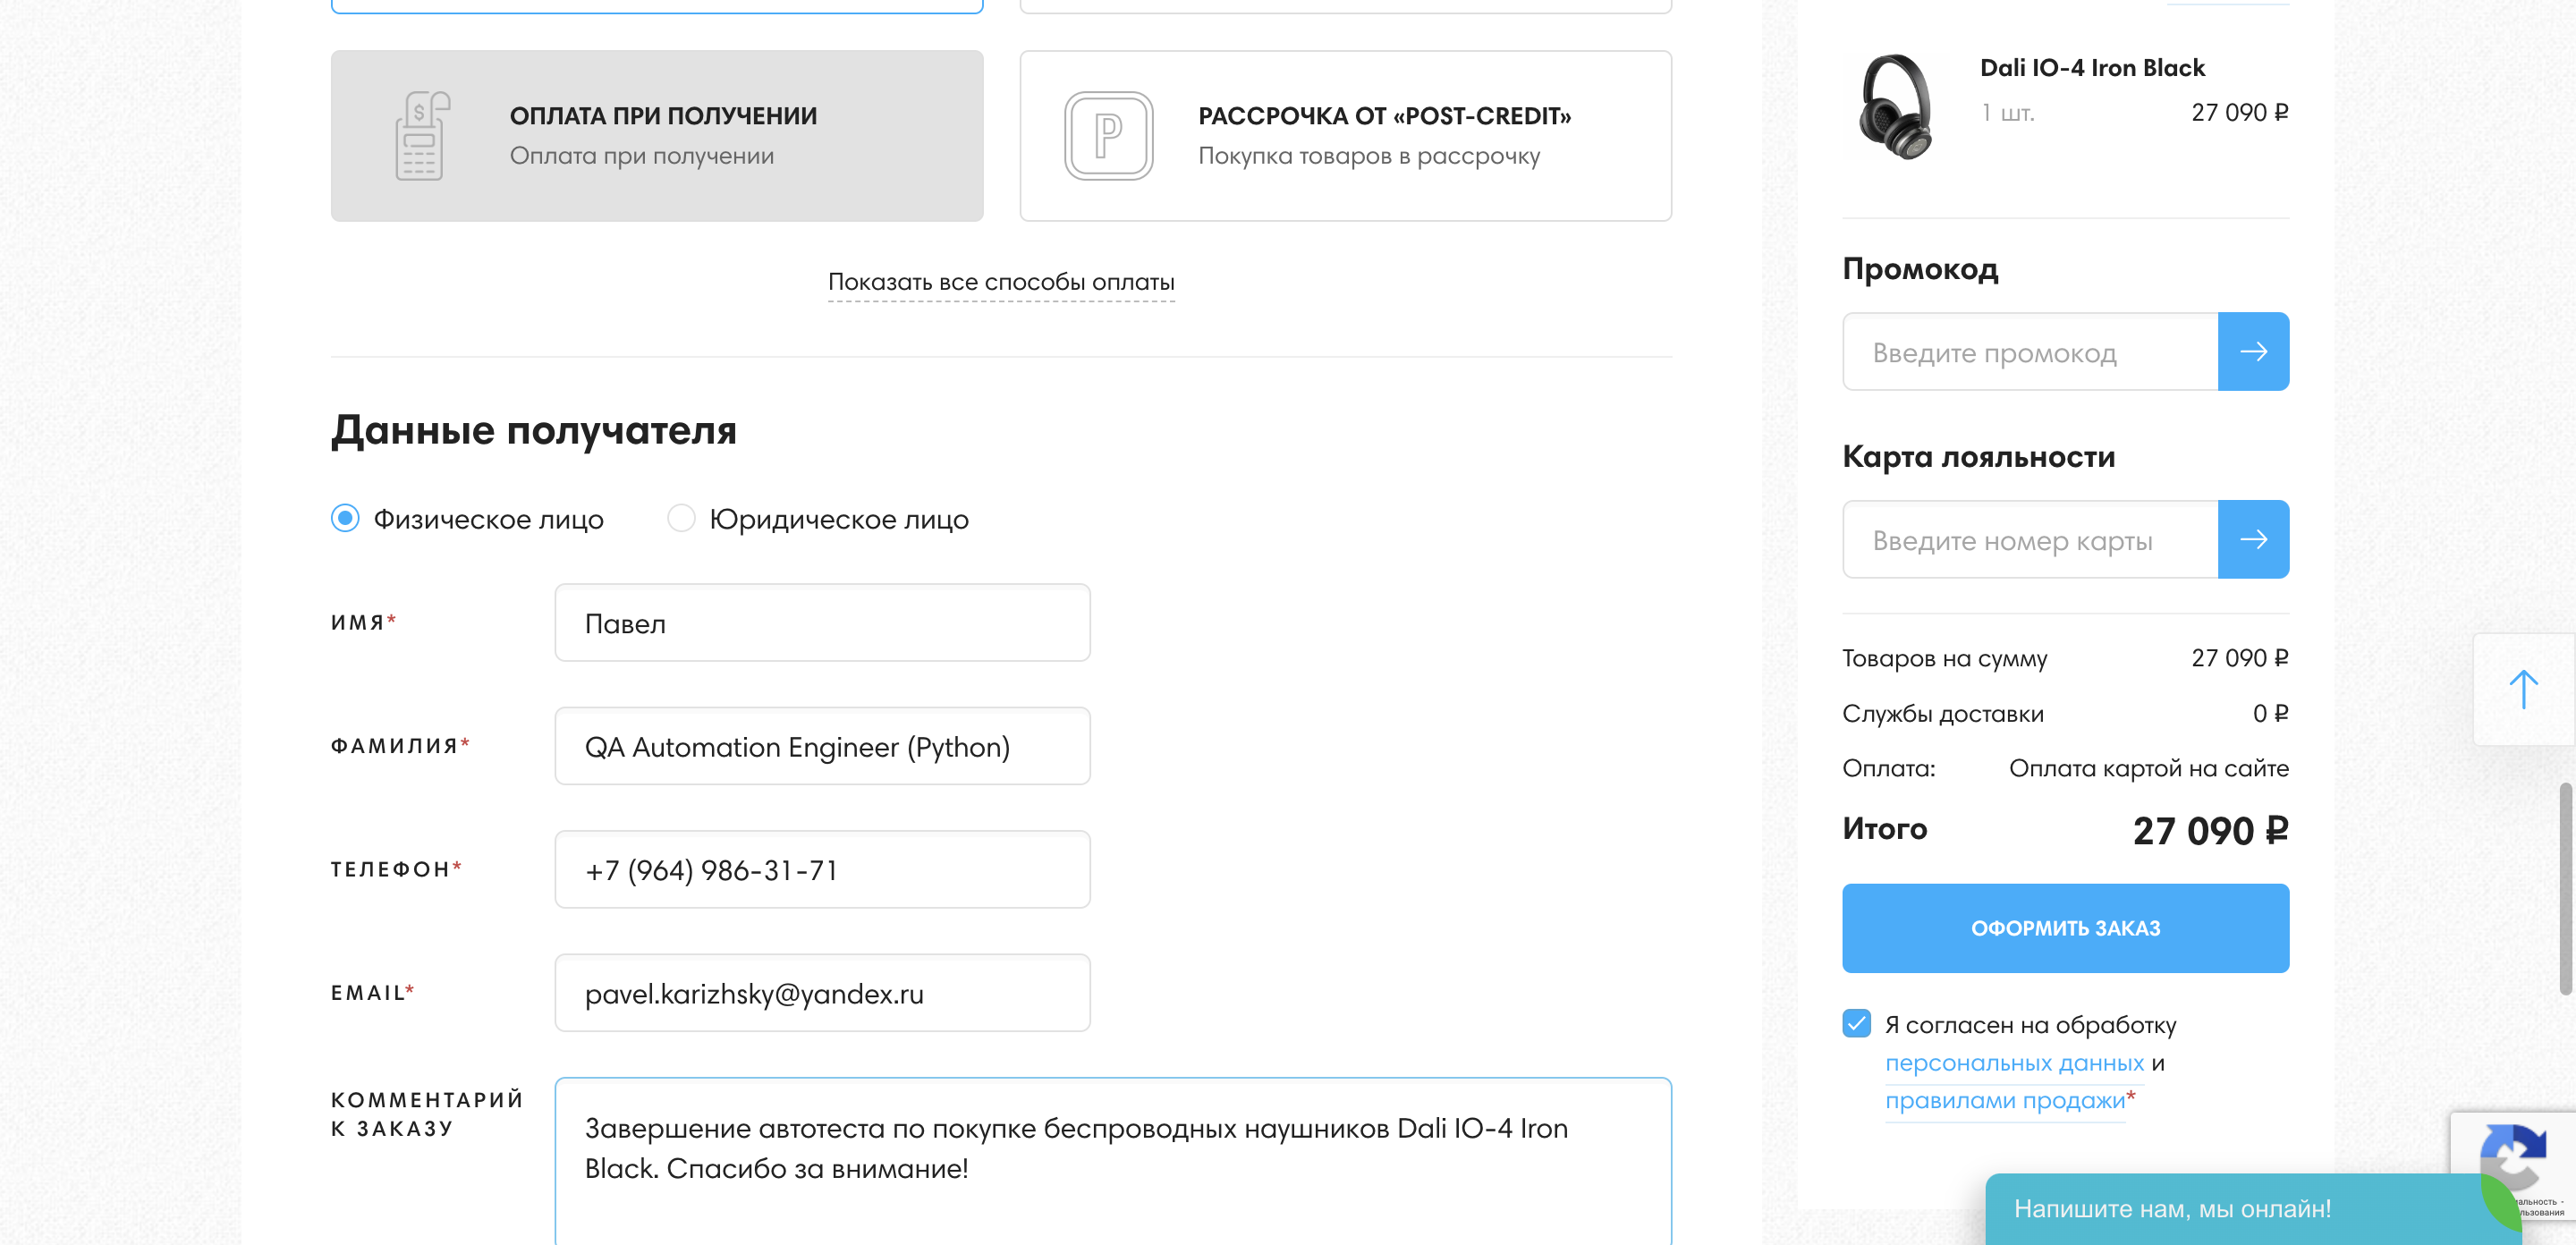 ОПЛАТА ПРИ ПОЛУЧЕНИИ
Оплата при получении
РАССРОЧКА ОТ «POST-CREDIT»
Покупка товаров в рассрочку
Показать все способы оплаты
Данные получателя
Физическое лицо
Юридическое лицо
ИМЯ*
Павел
ФАМИЛИЯ*
QA Automation Engineer (Python)
ТЕЛЕФОН*
+7 (964) 986-31-71
EMAIL*
pavel.karizhsky@yandex.ru
КОММЕНТАРИЙ
К ЗАКАЗУ
Завершение автотеста по покупке беспроводных наушников Dali IO-4 Iron
Black. Спасибо за внимание!
Dali IO-4 Iron Black
1 шт.
27 090 ₽
Промокод
Введите промокод
Карта лояльности
Введите номер карты
Товаров на сумму
27 090 ₽
Службы доставки
0 ₽
Оплата:
Оплата картой на сайте
Итого
27 090 ₽
ОФОРМИТЬ ЗАКАЗ
Я согласен на обработку
персональных данных и
правилами продажи*
Напишите нам, мы онлайн!